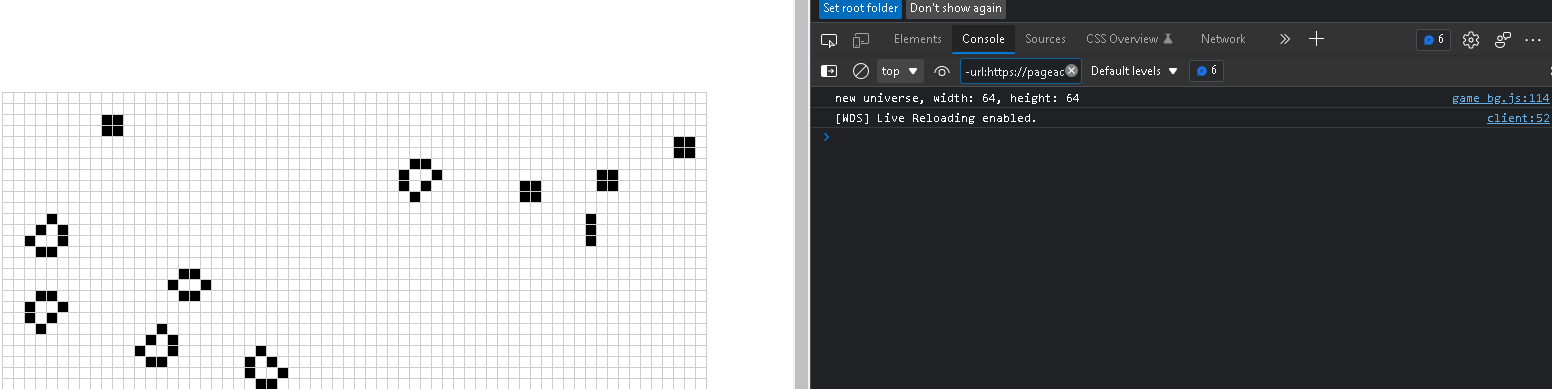 Set root folder Don't show again
Elements Console Sources CSS Overview Network 6
top -url:https://pageac Default levels 6
new universe, width: 64, height: 64 game_bg.js:114
[WDS] Live Reloading enabled. client:52